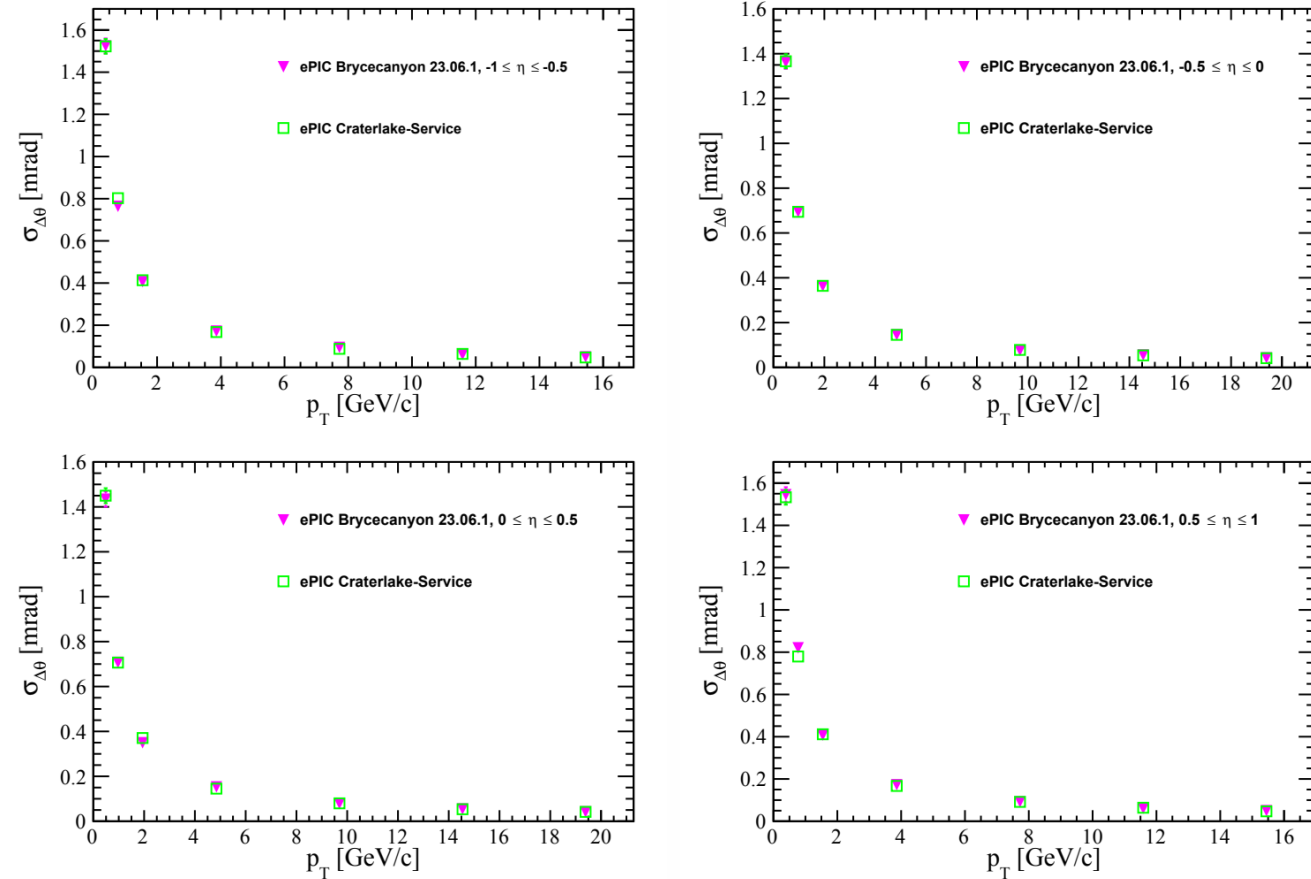 1.6
1.4
1.2
1
0.8
0.6
0.4
0.2
0
σΔθ [mrad]
ePIC Brycecanyon 23.06.1, -1 ≤ η ≤ -0.5
ePIC Craterlake-Service
0 2 4 6 8 10 12 14 16
pT [GeV/c]
1.6
1.4
1.2
1
0.8
0.6
0.4
0.2
0
σΔθ [mrad]
ePIC Brycecanyon 23.06.1, -0.5 ≤ η ≤ 0
ePIC Craterlake-Service
0 2 4 6 8 10 12 14 16 18 20
pT [GeV/c]
1.6
1.4
1.2
1
0.8
0.6
0.4
0.2
0
σΔθ [mrad]
ePIC Brycecanyon 23.06.1, 0 ≤ η ≤ 0.5
ePIC Craterlake-Service
0 2 4 6 8 10 12 14 16 18 20
pT [GeV/c]
1.6
1.4
1.2
1
0.8
0.6
0.4
0.2
0
σΔθ [mrad]
ePIC Brycecanyon 23.06.1, 0.5 ≤ η ≤ 1
ePIC Craterlake-Service
0 2 4 6 8 10 12 14 16
pT [GeV/c]